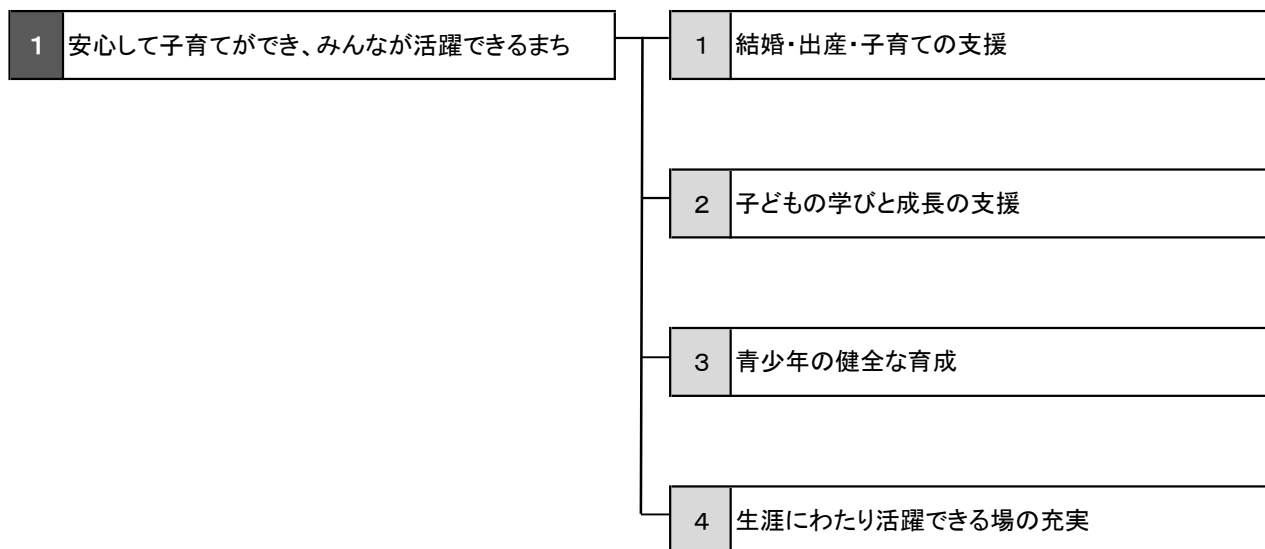 1 安心して子育てができ、みんなが活躍できるまち
1 結婚・出産・子育ての支援
2 子どもの学びと成長の支援
3 青少年の健全な育成
4 生涯にわたり活躍できる場の充実